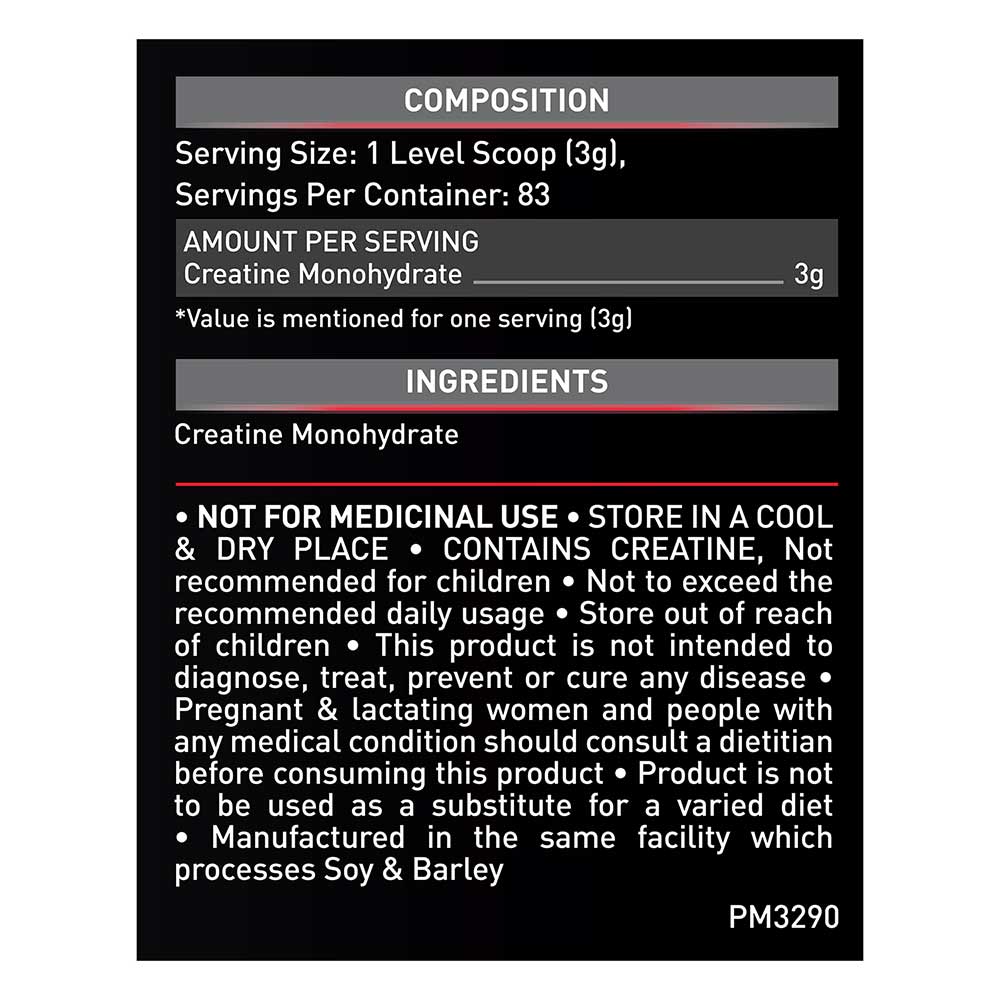 COMPOSITION
Serving Size: 1 Level Scoop (3g),
Servings Per Container: 83
AMOUNT PER SERVING
Creatine Monohydrate 3g
*Value is mentioned for one serving (3g)
INGREDIENTS
Creatine Monohydrate
• NOT FOR MEDICINAL USE • STORE IN A COOL
& DRY PLACE • CONTAINS CREATINE, Not
recommended for children • Not to exceed the
recommended daily usage • Store out of reach
of children • This product is not intended to
diagnose, treat, prevent or cure any disease •
Pregnant & lactating women and people with
any medical condition should consult a dietitian
before consuming this product • Product is not
to be used as a substitute for a varied diet
• Manufactured in the same facility which
processes Soy & Barley
PM3290